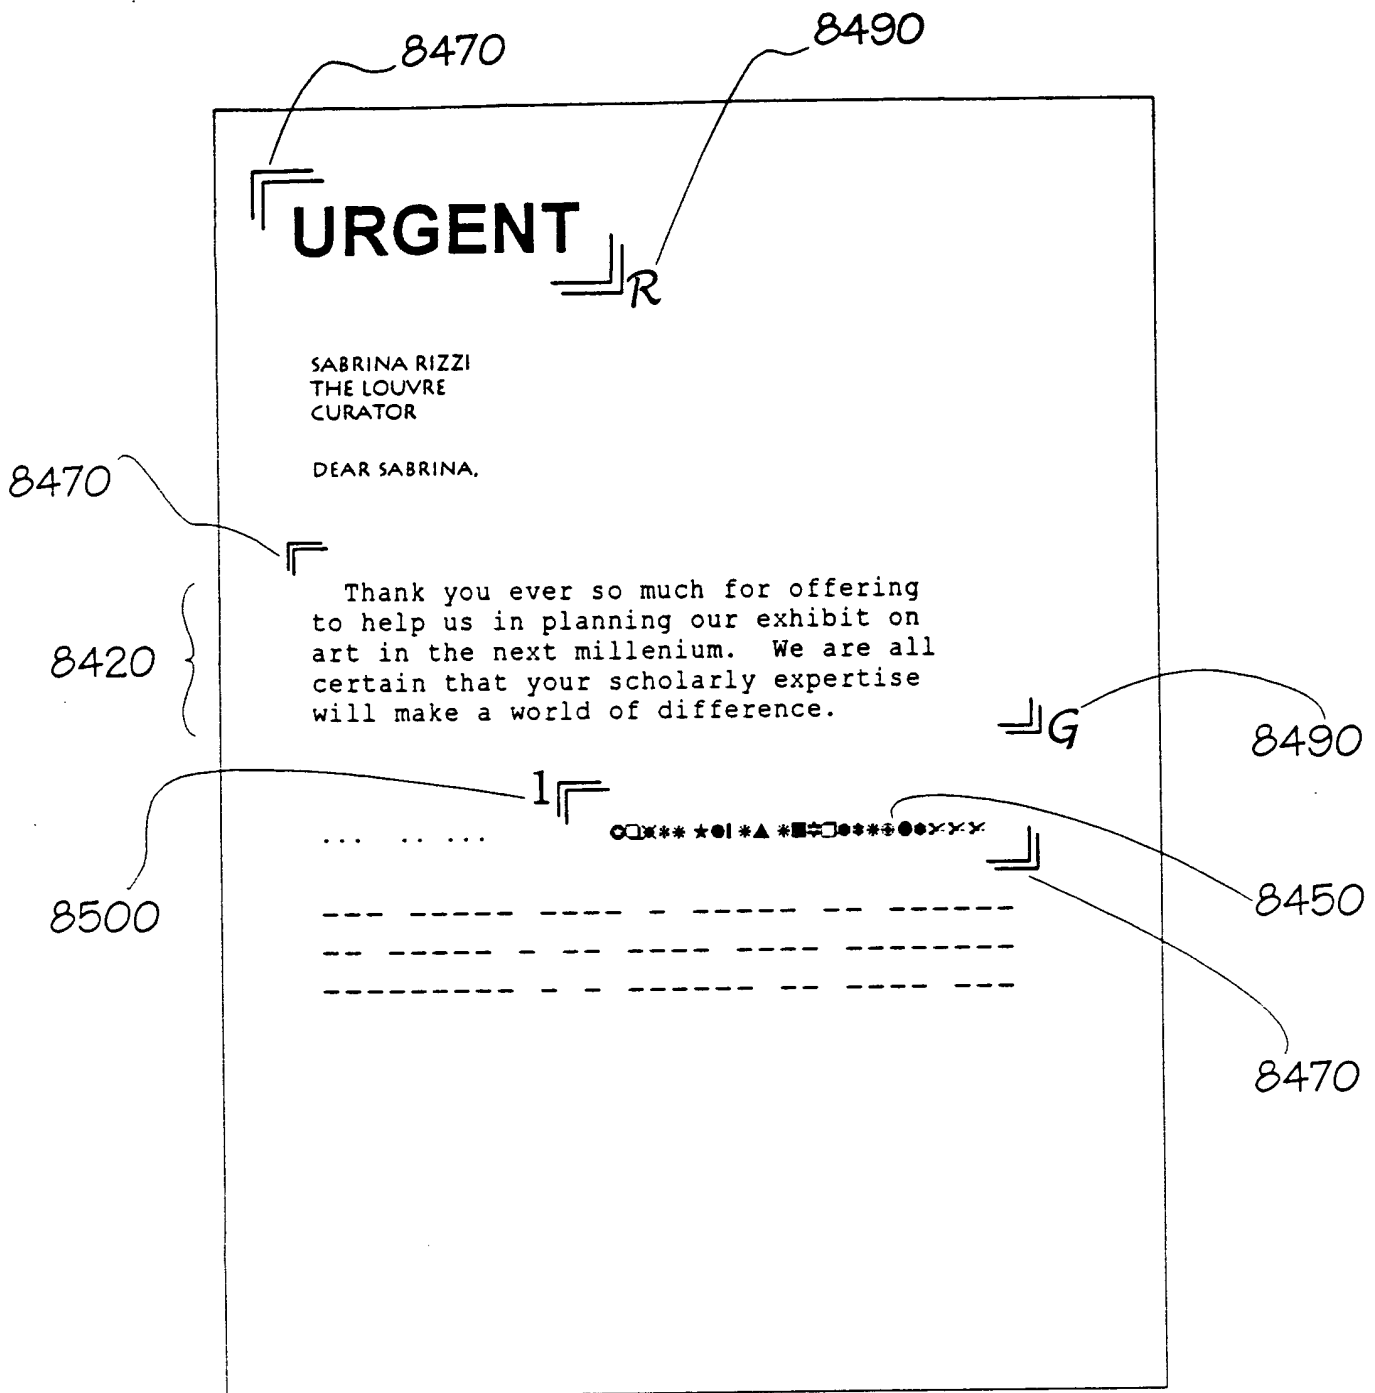 8470
8490
URGENT
R
SABRINA RIZZI
THE LOUVRE
CURATOR
DEAR SABRINA,
8470
Thank you ever so much for offering
to help us in planning our exhibit on
art in the next millenium. We are all
certain that your scholarly expertise
will make a world of difference.
8420
G
8490
1
... .. ...
8450
8500
--- ----- ---- - ----- -- ------
-- ----- - -- ---- ---- --------
--------- - - ------ -- ---- ---
8470